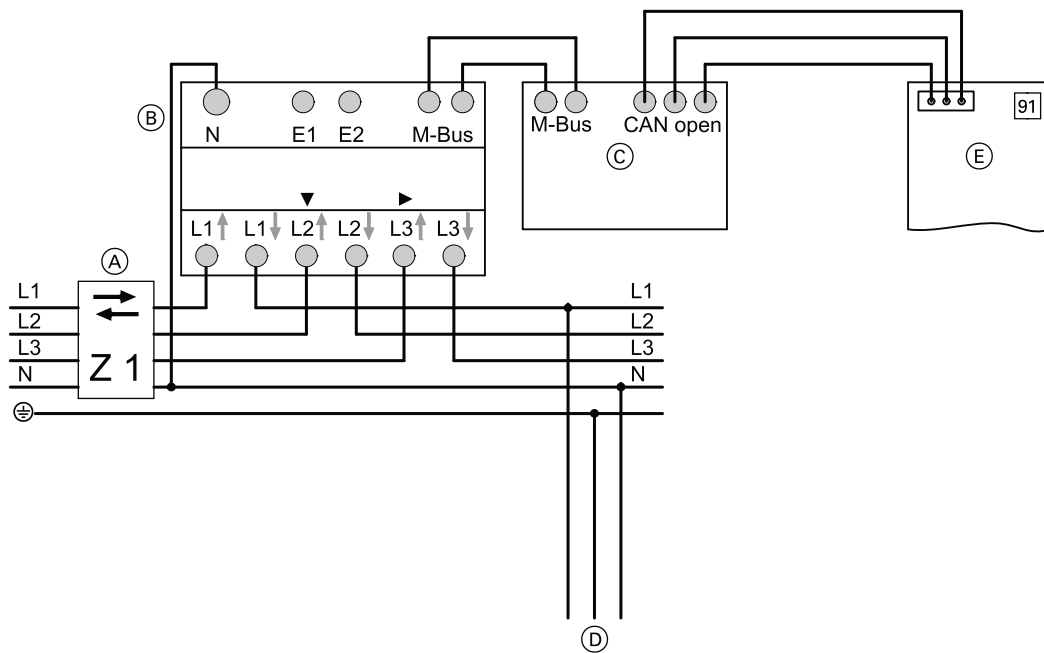 91
B
N E1 E2 M-Bus
M-Bus CAN open
C
E
L1 L1 L2 L2 L3 L3
A
L1 L1
L2 L2
L3 L3
Z 1
N N
D